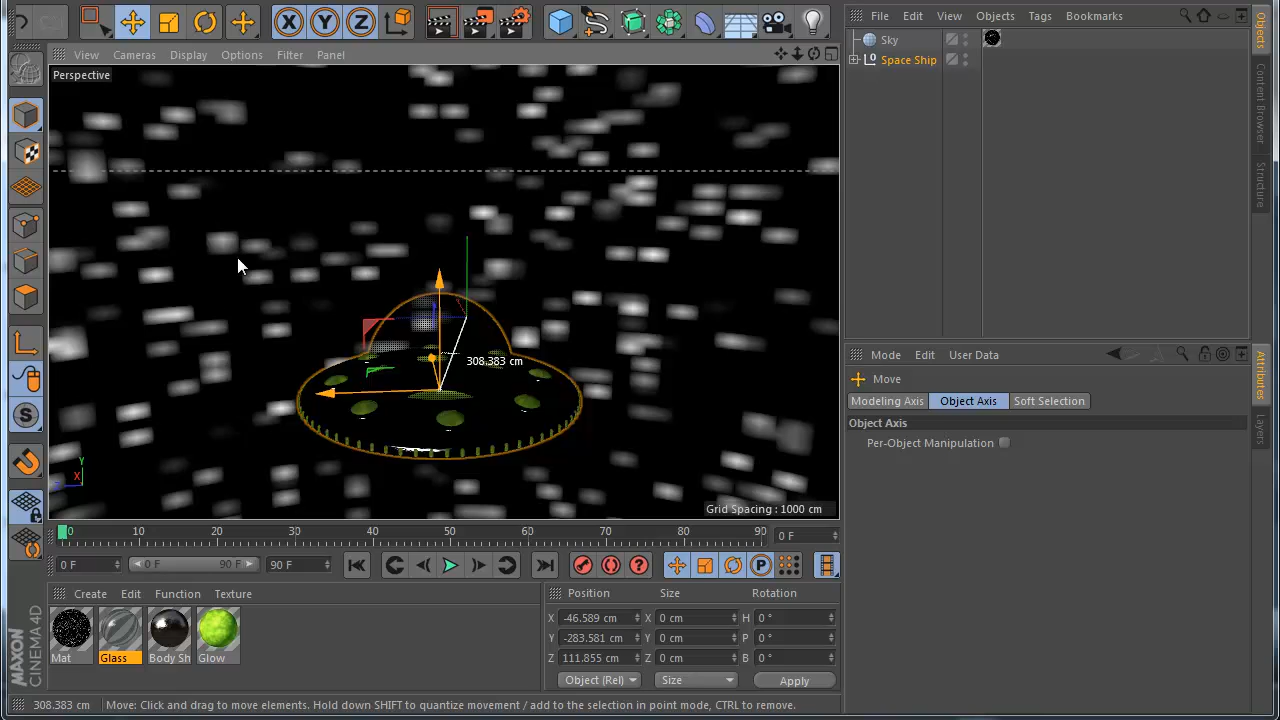 File Edit View Objects Tags Bookmarks
View Cameras Display Options Filter Panel
Perspective
Sky
Space Ship
Objects
Content Browser
Structure
308.383 cm
Grid Spacing : 1000 cm
Mode Edit User Data
Move
Modeling Axis Object Axis Soft Selection
Object Axis
Per-Object Manipulation
Attributes
Layers
0 10 20 30 40 50 60 70 80 90 0 F
0 F 0 F 90 F 90 F
Create Edit Function Texture
Mat Glass Body Sh Glow
Position Size Rotation
X -46.589 cm X 0 cm H 0 °
Y -283.581 cm Y 0 cm P 0 °
Z 111.855 cm Z 0 cm B 0 °
Object (Rel) Size Apply
MAXON
CINEMA 4D
308.383 cm Move: Click and drag to move elements. Hold down SHIFT to quantize movement / add to the selection in point mode, CTRL to remove.
X Y Z
Y
X